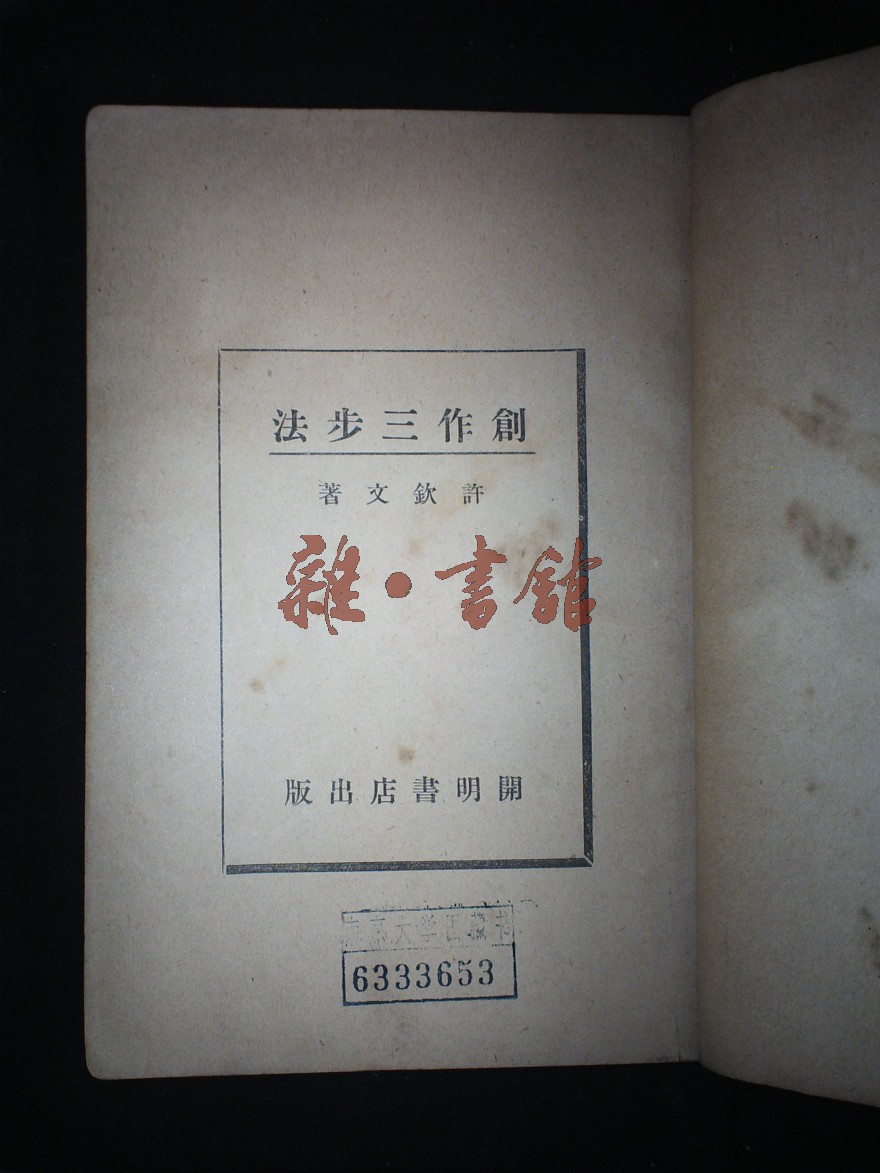 創作三步法
許欽文著
雜·書館
開明書店出版
6333653